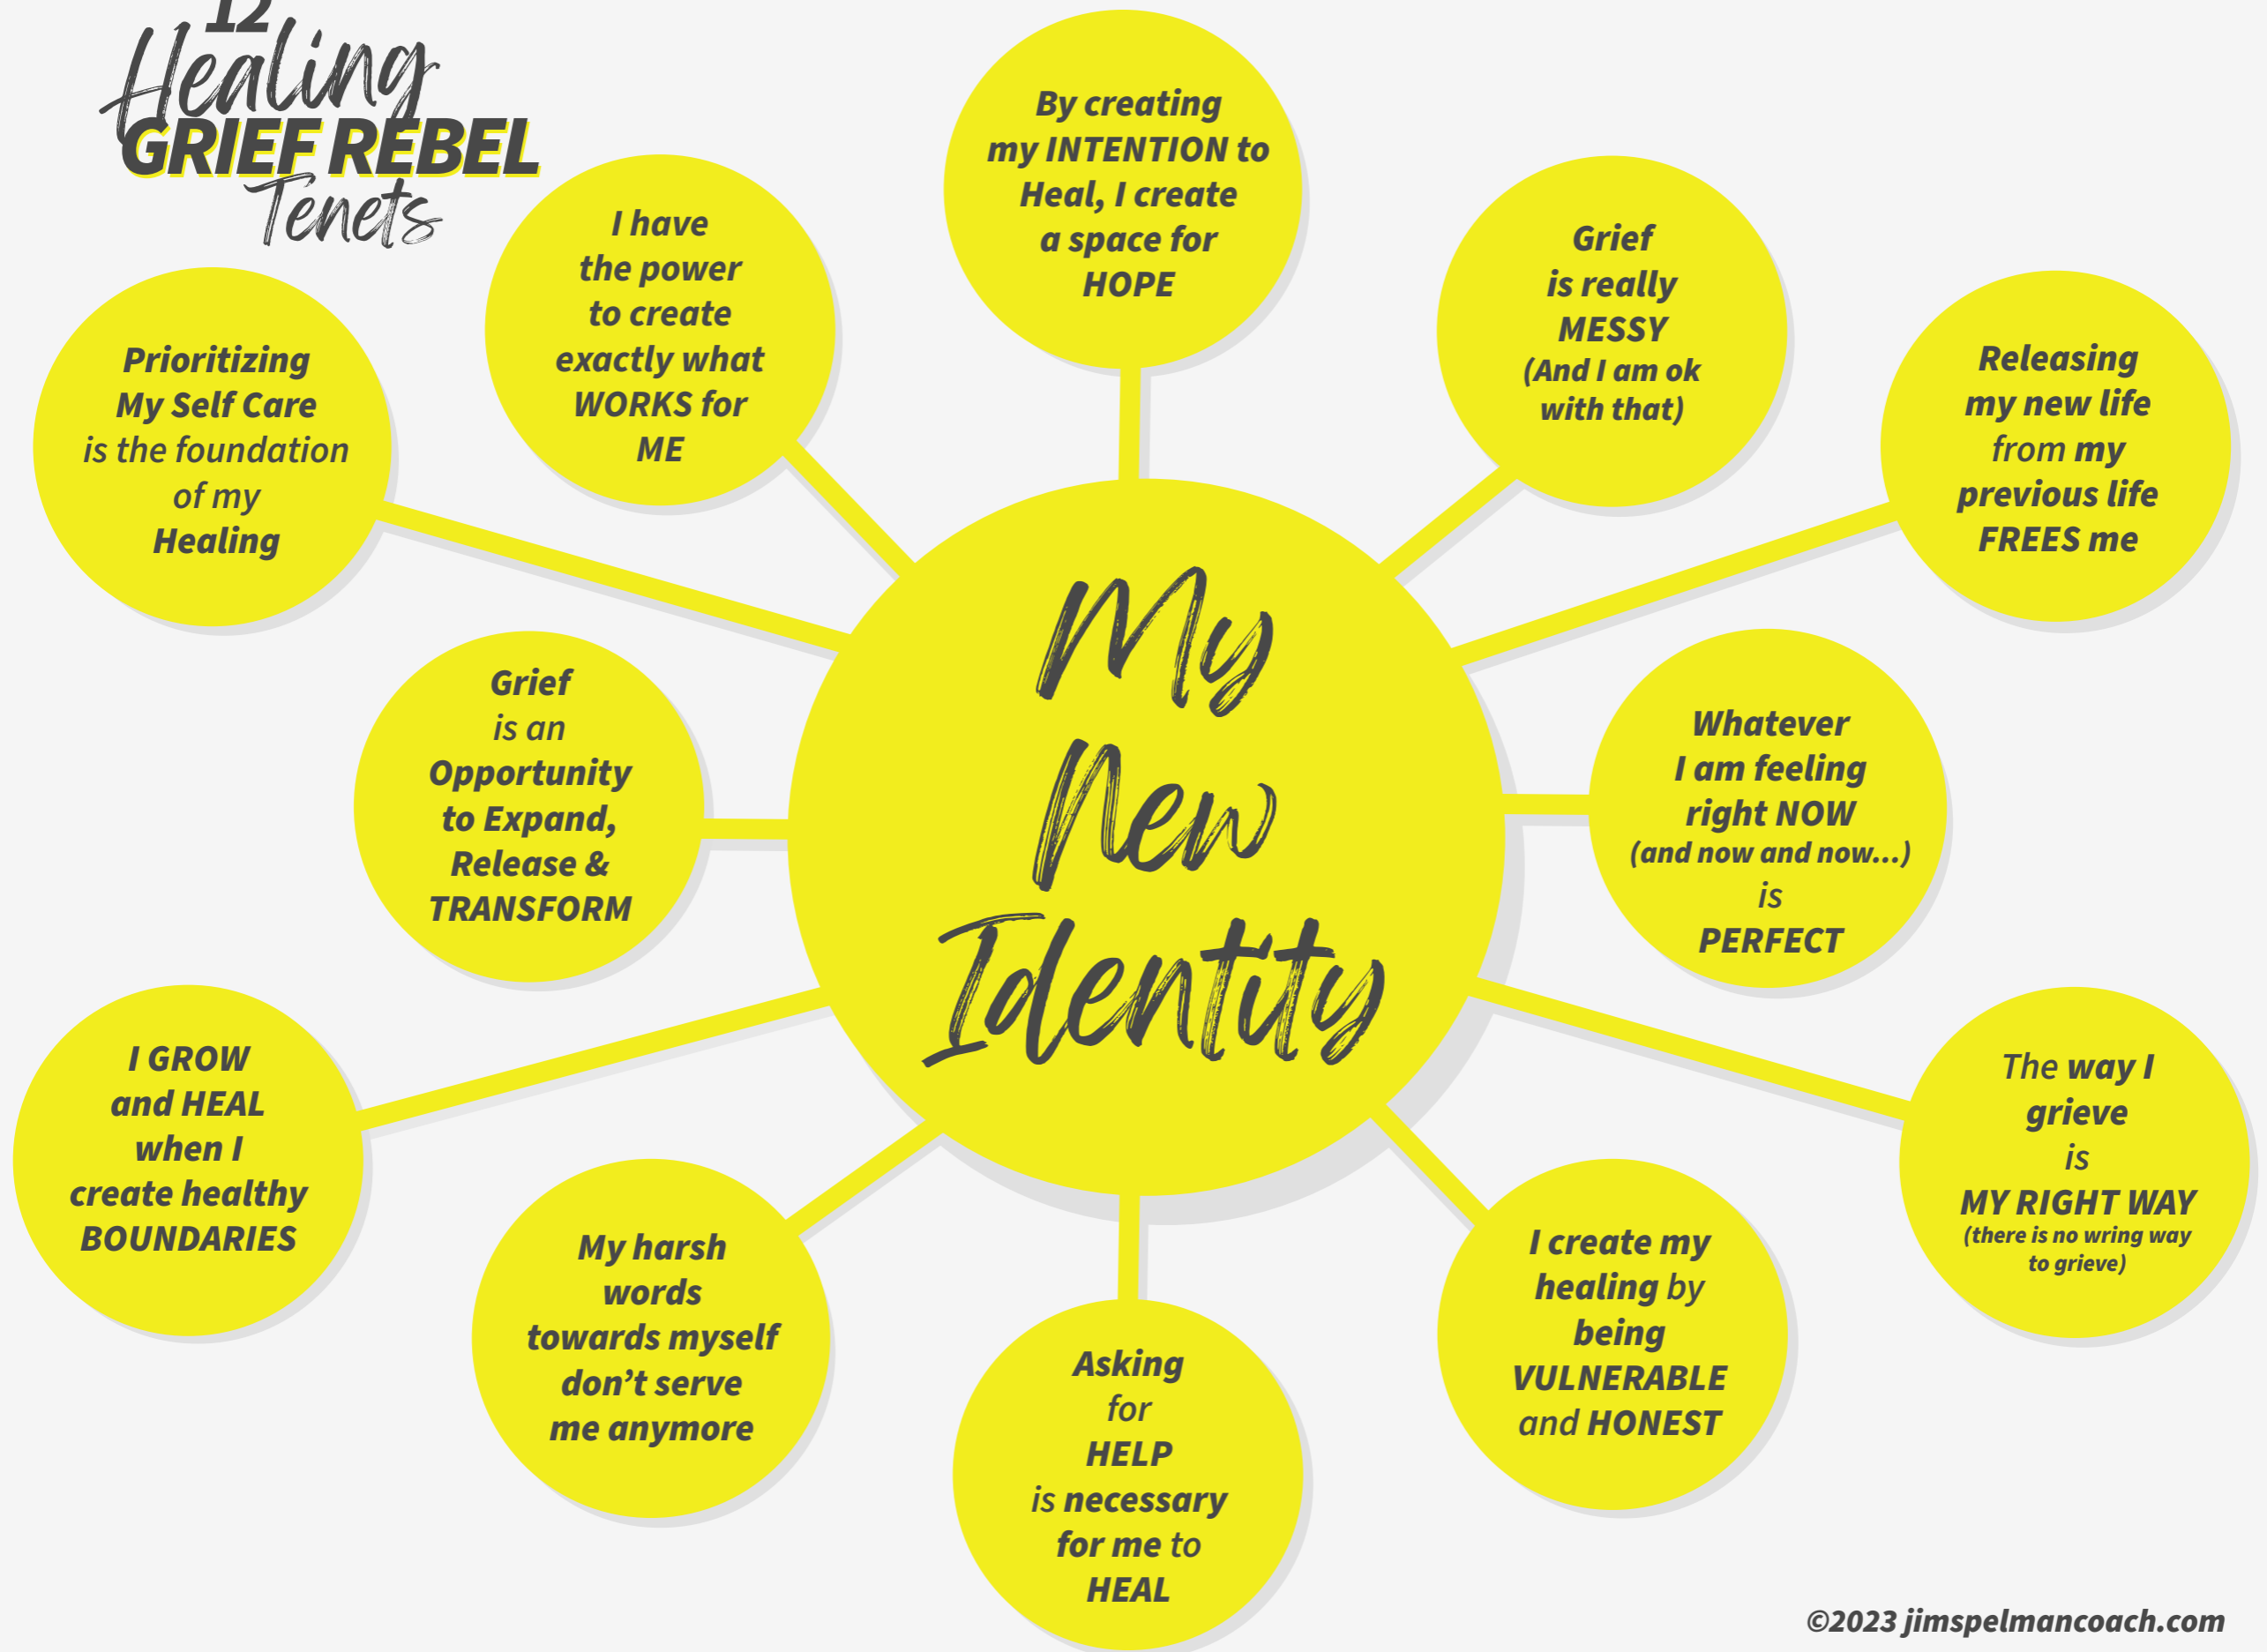 12
Healing
GRIEF REBEL
Tenets
By creating
my INTENTION to
Heal, I create
a space for
HOPE
Grief
is really
MESSY
(And I am ok
with that)
Releasing
my new life
from my
previous life
FREES me
Whatever
I am feeling
right NOW
(and now and now...)
is
PERFECT
The way I
grieve
is
MY RIGHT WAY
(there is no wring way
to grieve)
I create my
healing by
being
VULNERABLE
and HONEST
Asking
for
HELP
is necessary
for me to
HEAL
My harsh
words
towards myself
don’t serve
me anymore
I GROW
and HEAL
when I
create healthy
BOUNDARIES
Grief
is an
Opportunity
to Expand,
Release &
TRANSFORM
Prioritizing
My Self Care
is the foundation
of my
Healing
I have
the power
to create
exactly what
WORKS for
ME
My
New
Identity
©2023 jimspelmancoach.com